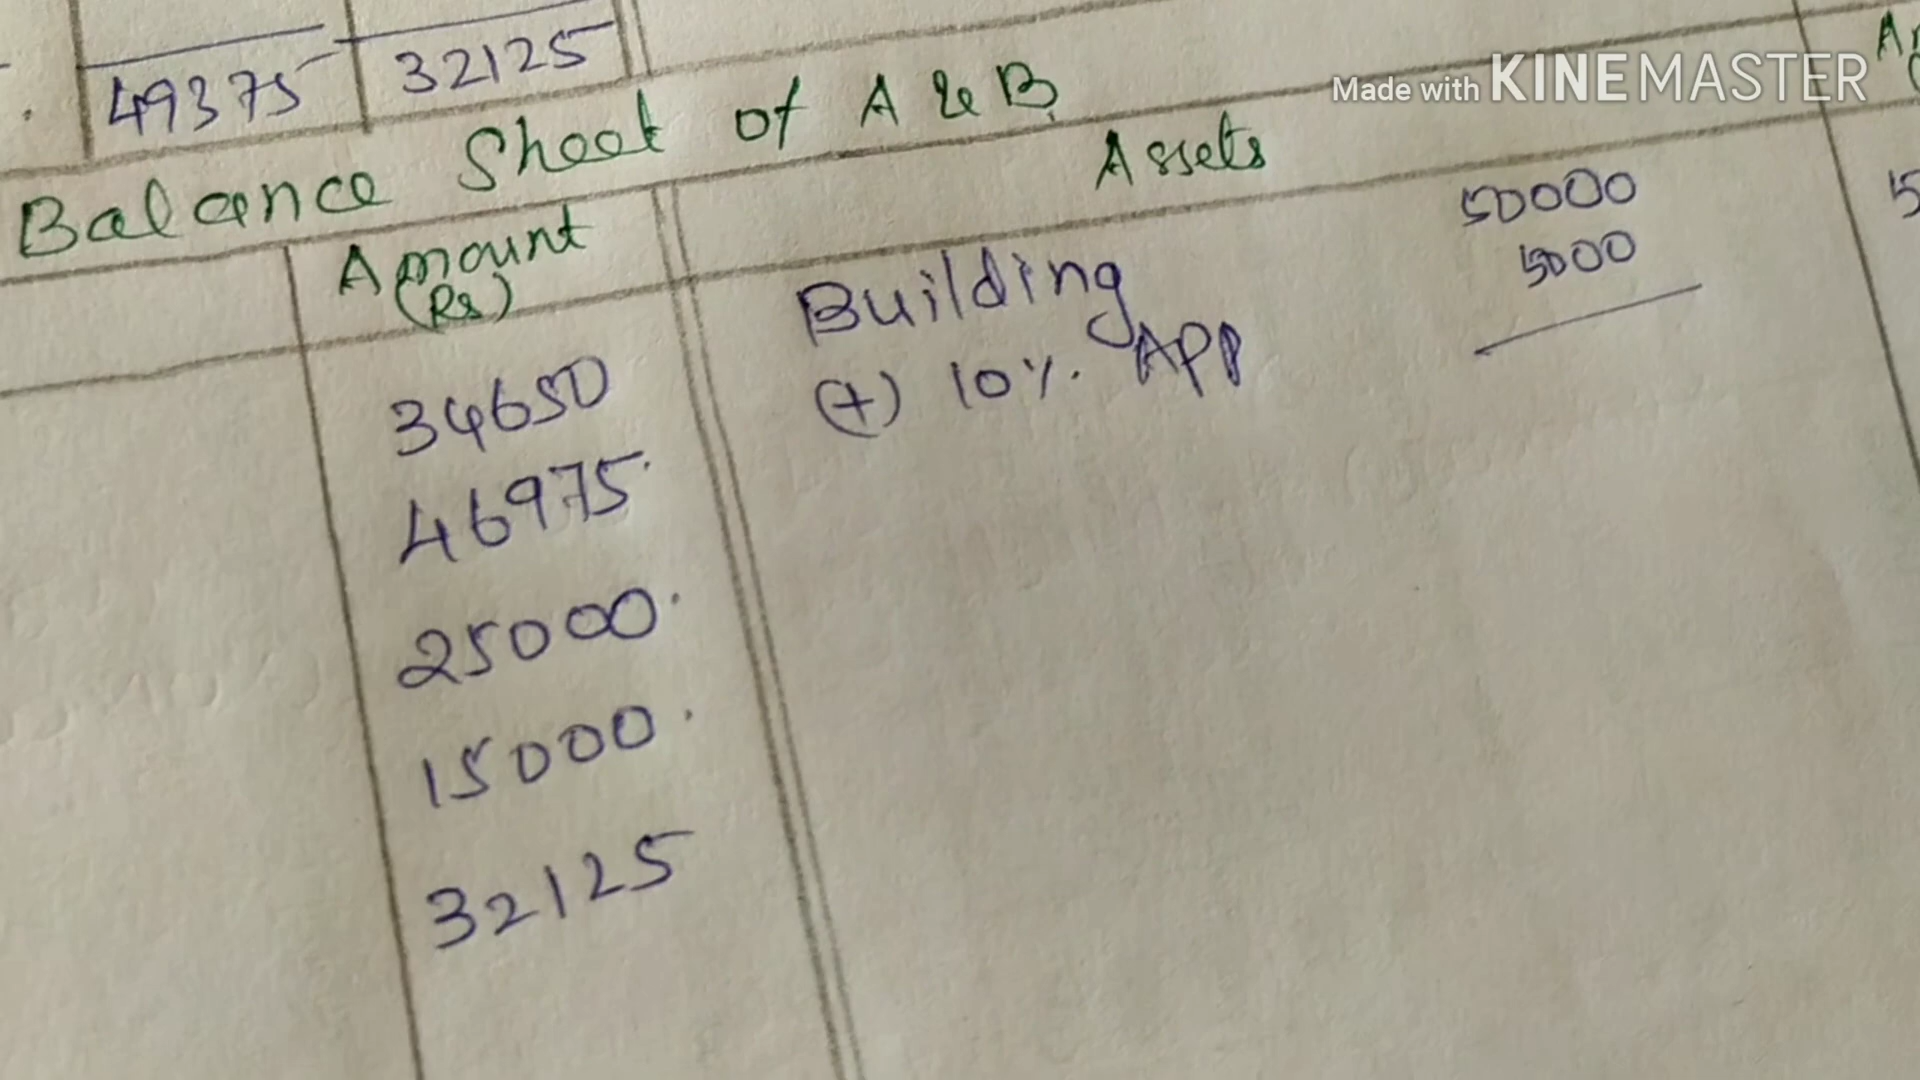 49375 32125
Made with KINEMASTER
Balance Sheet of A & B
Amount
(Rs)
Assets
34650
46975
25000
15000
32125
Building 50000
(+) 10%. APP 5000